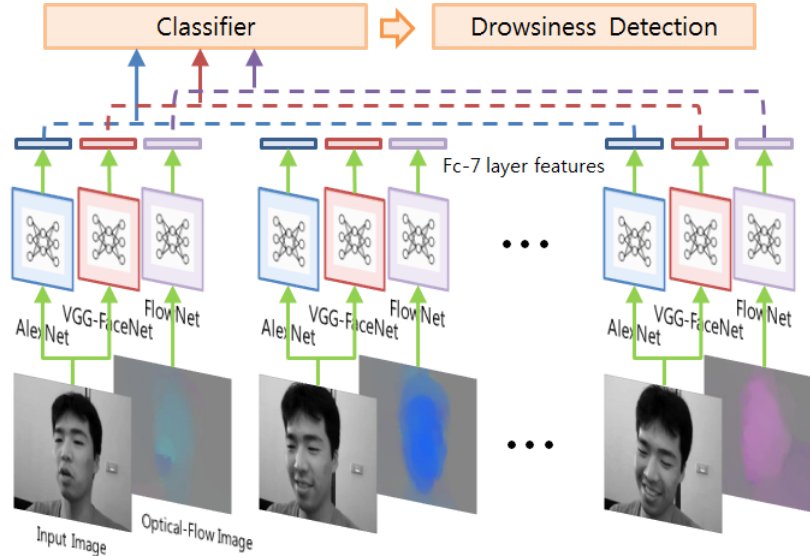 Classifier
Drowsiness Detection
Fc-7 layer features
AlexNet
VGG-FaceNet
FlowNet
AlexNet
VGG-FaceNet
FlowNet
AlexNet
VGG-FaceNet
FlowNet
Input Image
Optical-Flow Image